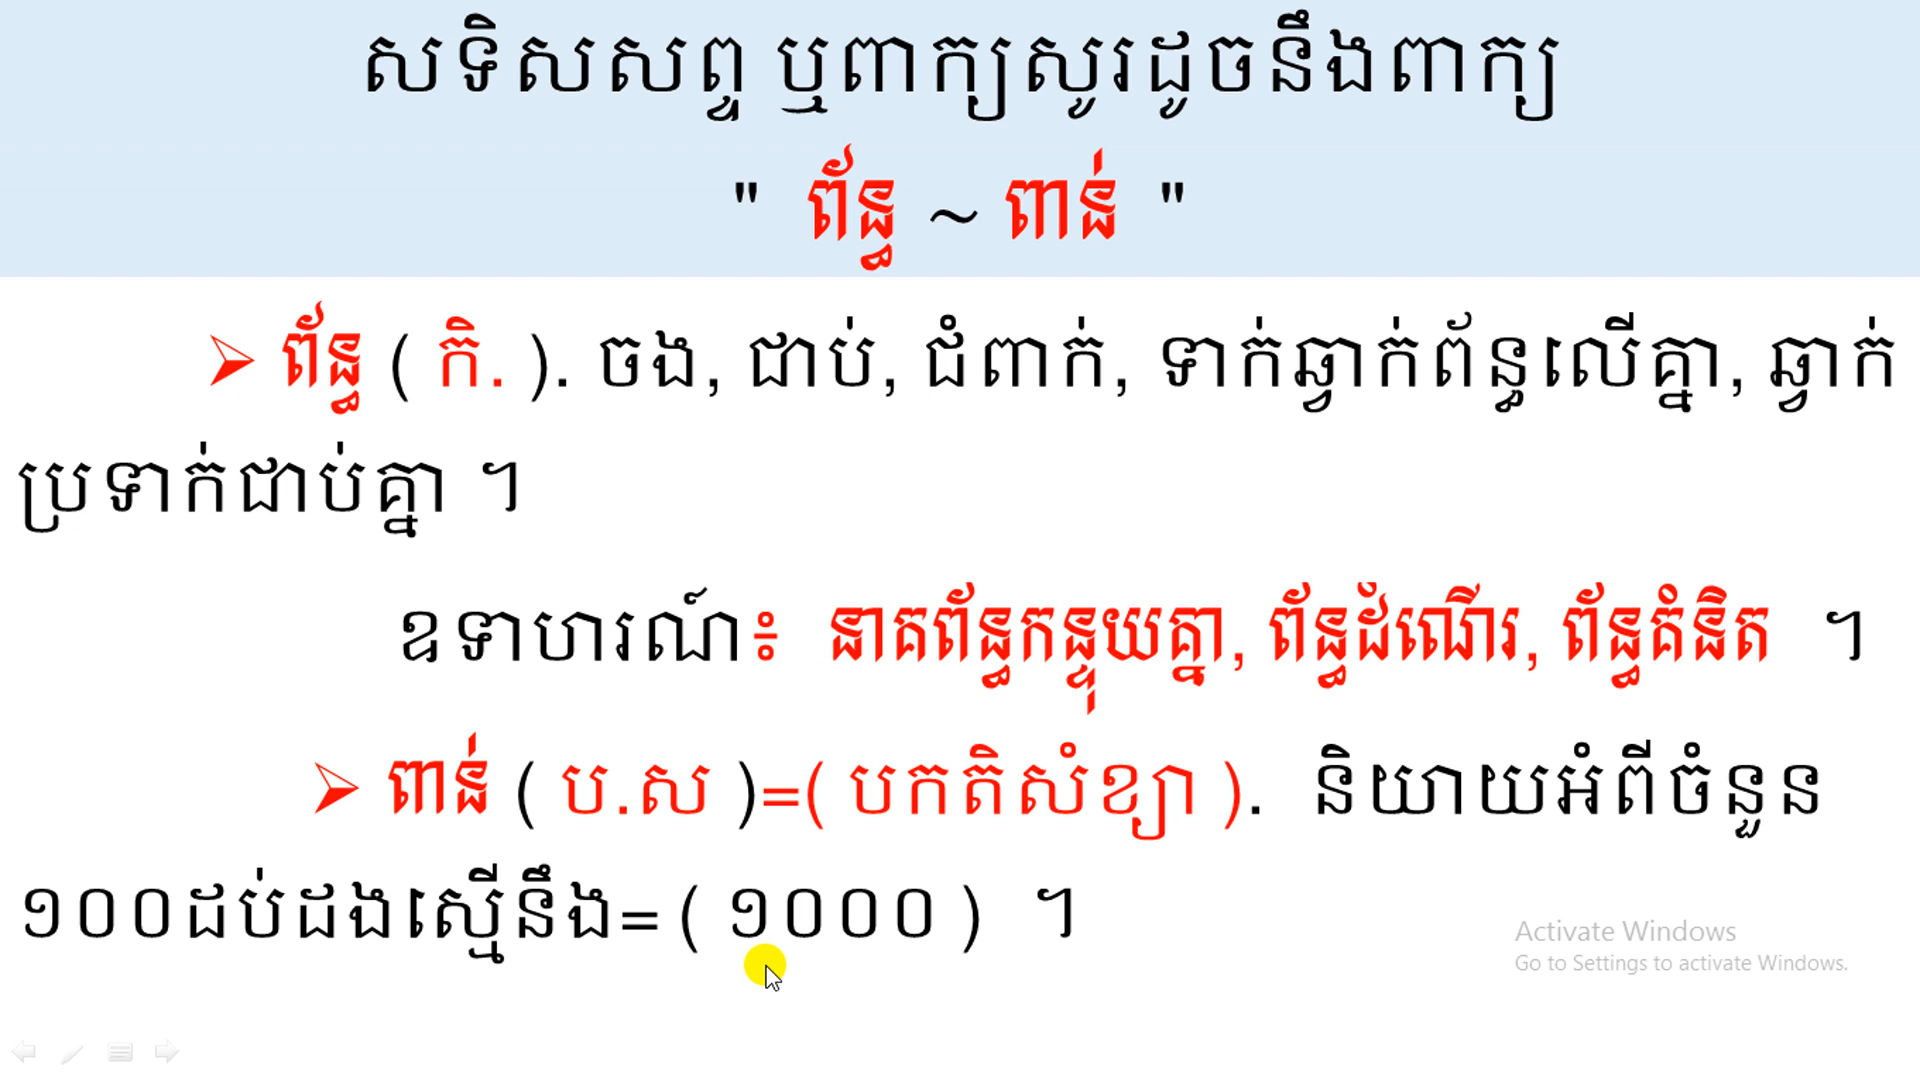 សទិសសព្ទ ឬពាក្យសូរដូចនឹងពាក្យ
" ព័ន្ធ ~ ពាន់ "
ព័ន្ធ ( កិ. ). ចង, ជាប់, ជំពាក់, ទាក់ឆ្វាក់ព័ន្ធលើគ្នា, ឆ្វាក់
ប្រទាក់ជាប់គ្នា ។
ឧទាហរណ៍៖ នាគព័ន្ធកន្ទុយគ្នា, ព័ន្ធដំណើរ, ព័ន្ធគំនិត ។
ពាន់ ( ប.ស )=( បកតិសំខ្យា ). និយាយអំពីចំនួន
១០០ដប់ដងស្មើនឹង= ( ១០០០ ) ។
Activate Windows
Go to Settings to activate Windows.